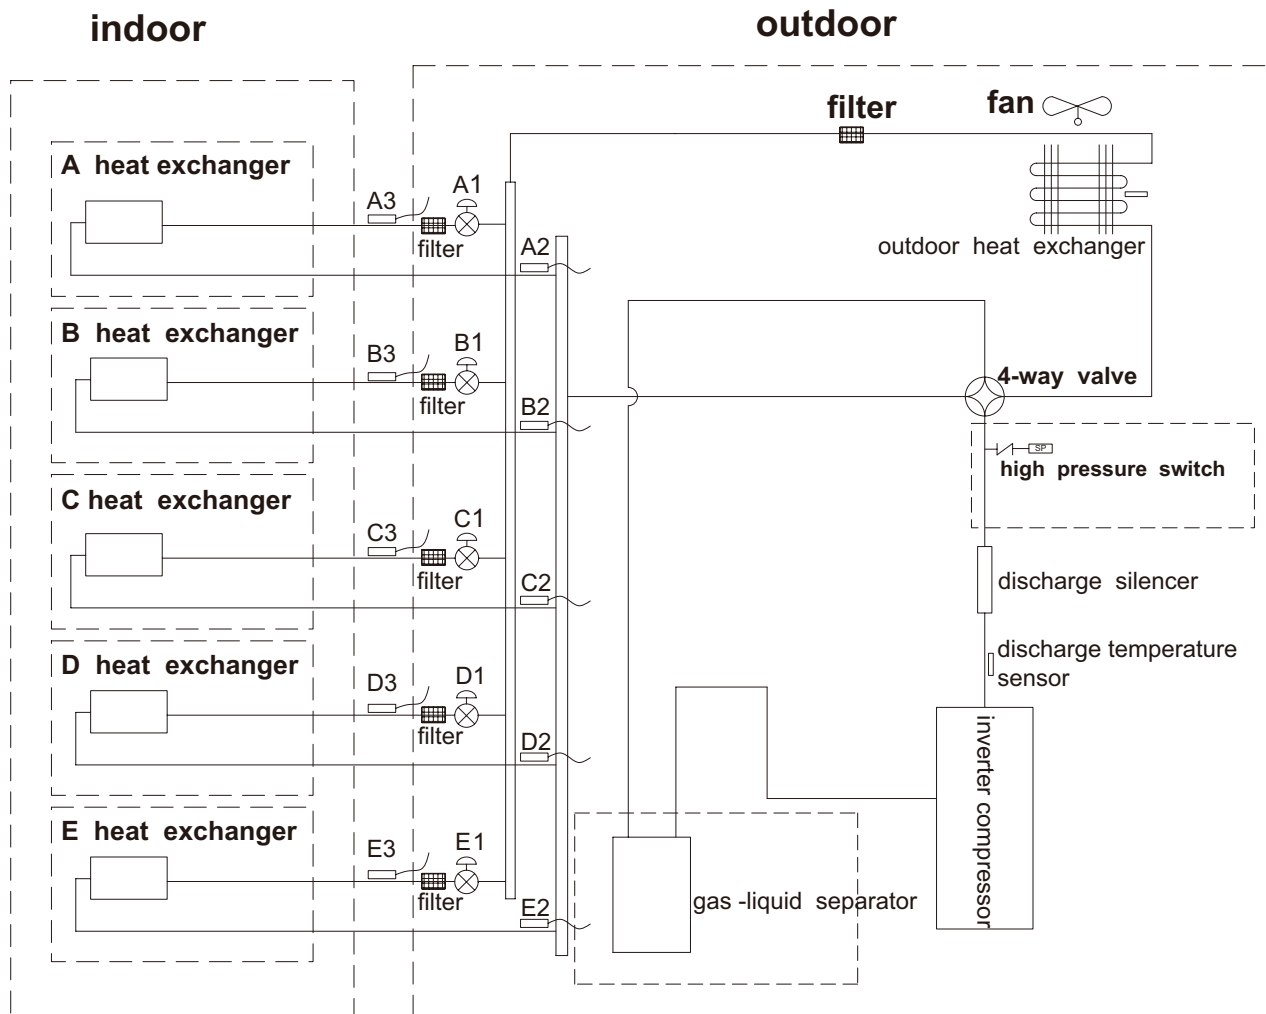 indoor
outdoor
filter
fan
A heat exchanger
A3
A1
filter
A2
outdoor heat exchanger
B heat exchanger
B3
B1
filter
B2
4-way valve
SP
high pressure switch
C heat exchanger
C3
C1
filter
C2
discharge silencer
D heat exchanger
D3
D1
filter
D2
discharge temperature
sensor
inverter compressor
E heat exchanger
E3
E1
filter
E2
gas -liquid separator